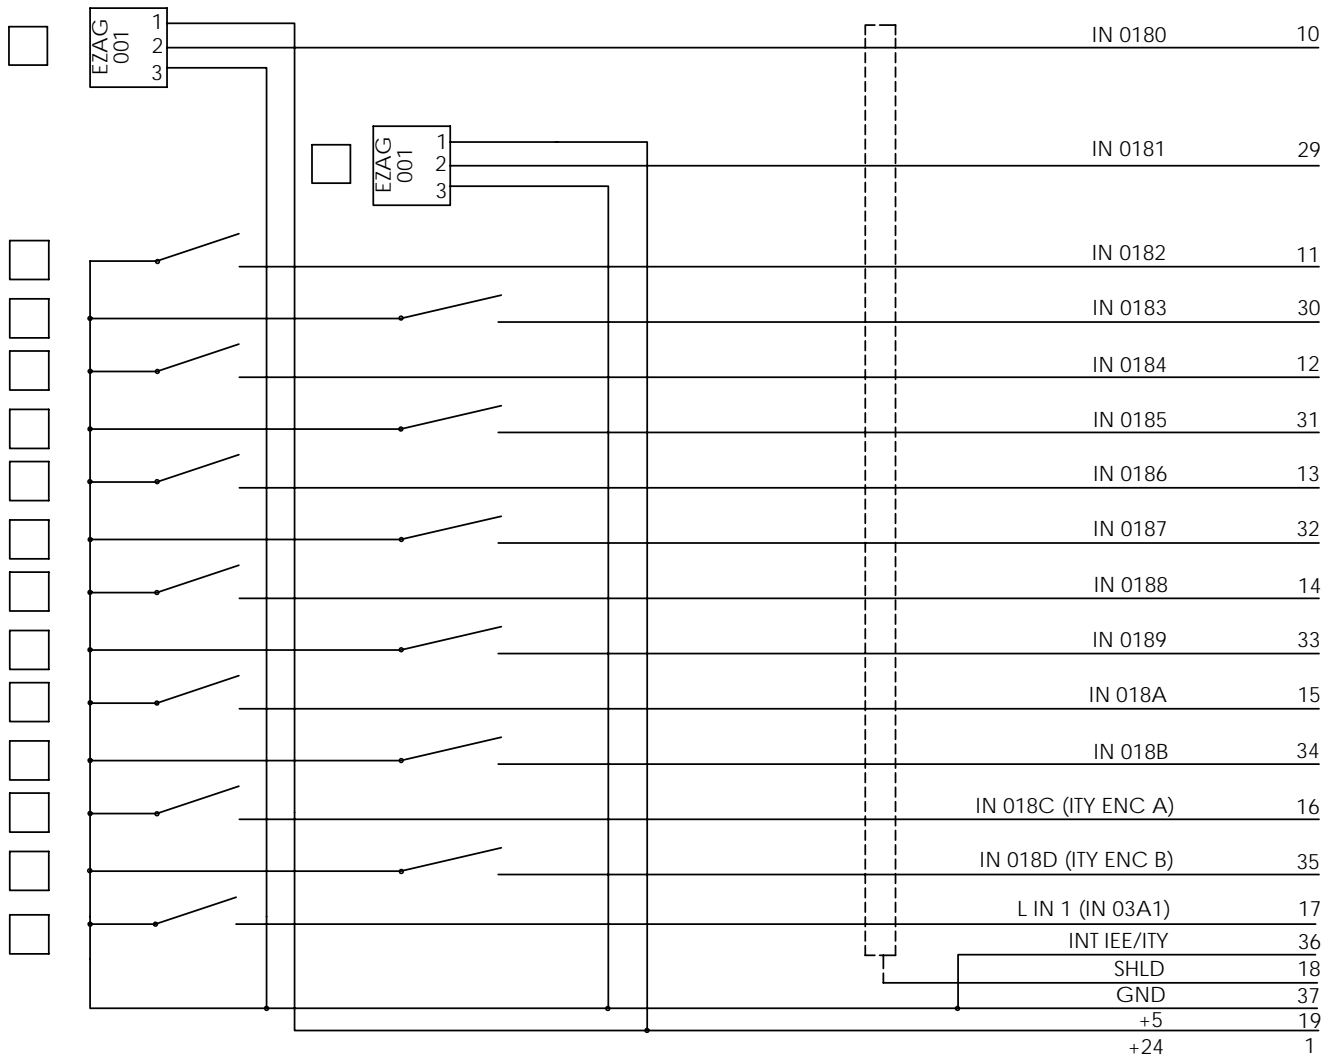 EZAG
001
1
2
3
IN 0180 10
EZAG
001
1
2
3
IN 0181 29
IN 0182 11
IN 0183 30
IN 0184 12
IN 0185 31
IN 0186 13
IN 0187 32
IN 0188 14
IN 0189 33
IN 018A 15
IN 018B 34
IN 018C (ITY ENC A) 16
IN 018D (ITY ENC B) 35
L IN 1 (IN 03A1) 17
INT IEE/ITY 36
SHLD 18
GND 37
+5 19
+24 1